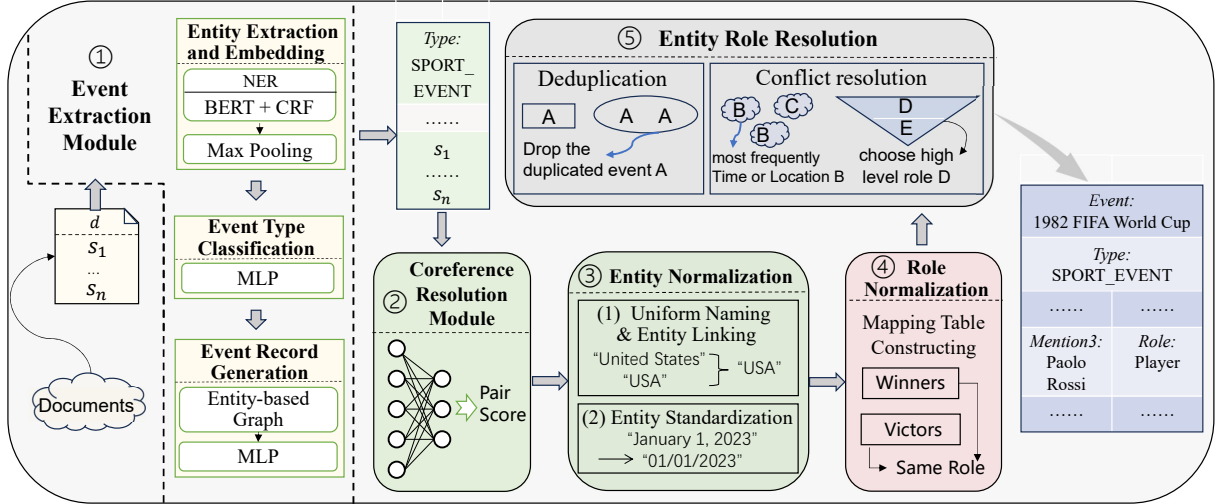 ①
Event
Extraction
Module
d
s1
...
sn
Documents
Entity Extraction
and Embedding
NER
BERT + CRF
Max Pooling
Event Type
Classification
MLP
Event Record
Generation
Entity-based
Graph
MLP
Type:
SPORT_
EVENT
......
s1
......
sn
② Coreference
Resolution
Module
Pair
Score
③ Entity Normalization
(1) Uniform Naming
& Entity Linking
“United States”
“USA”
“USA”
(2) Entity Standardization
“January 1, 2023”
“01/01/2023”
④ Role
Normalization
Mapping Table
Constructing
Winners
Victors
Same Role
⑤ Entity Role Resolution
Deduplication
A
A A
Drop the
duplicated event A
Conflict resolution
B
C
B
most frequently
Time or Location B
D
E
choose high
level role D
Event:
1982 FIFA World Cup
Type:
SPORT_EVENT
...... ......
Mention3: Role:
Paolo Player
Rossi
...... ......